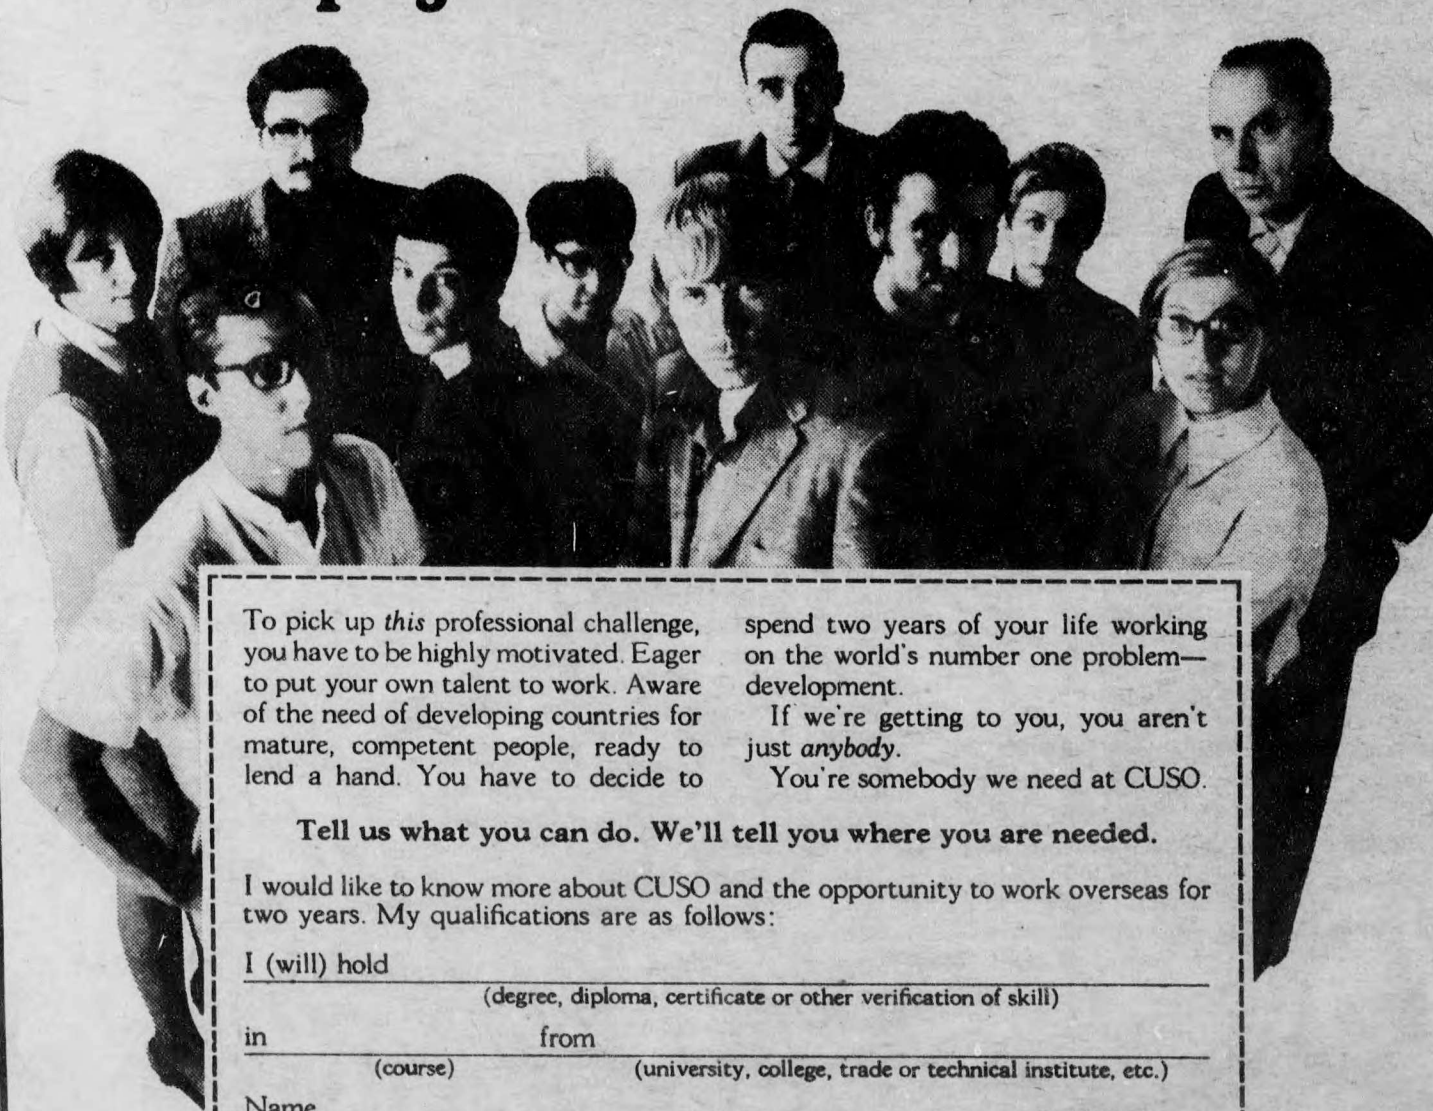 To pick up this professional challenge,
you have to be highly motivated. Eager
to put your own talent to work. Aware
of the need of developing countries for
mature, competent people, ready to
lend a hand. You have to decide to
spend two years of your life working
on the world's number one problem—
development.
If we're getting to you, you aren't
just anybody.
You're somebody we need at CUSO.
Tell us what you can do. We'll tell you where you are needed.
I would like to know more about CUSO and the opportunity to work overseas for
two years. My qualifications are as follows:
I (will) hold
(degree, diploma, certificate or other verification of skill)
in from
(course) (university, college, trade or technical institute, etc.)
Name